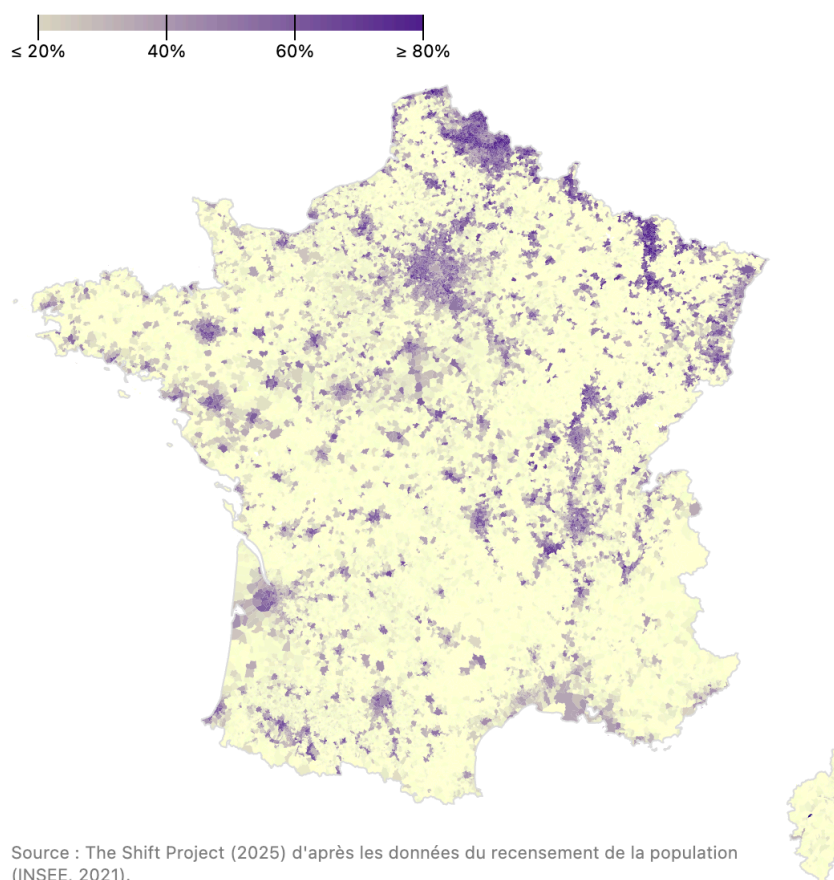 ≤ 20% 40% 60% ≥ 80%
Source : The Shift Project (2025) d'après les données du recensement de la population
(INSEE, 2021).